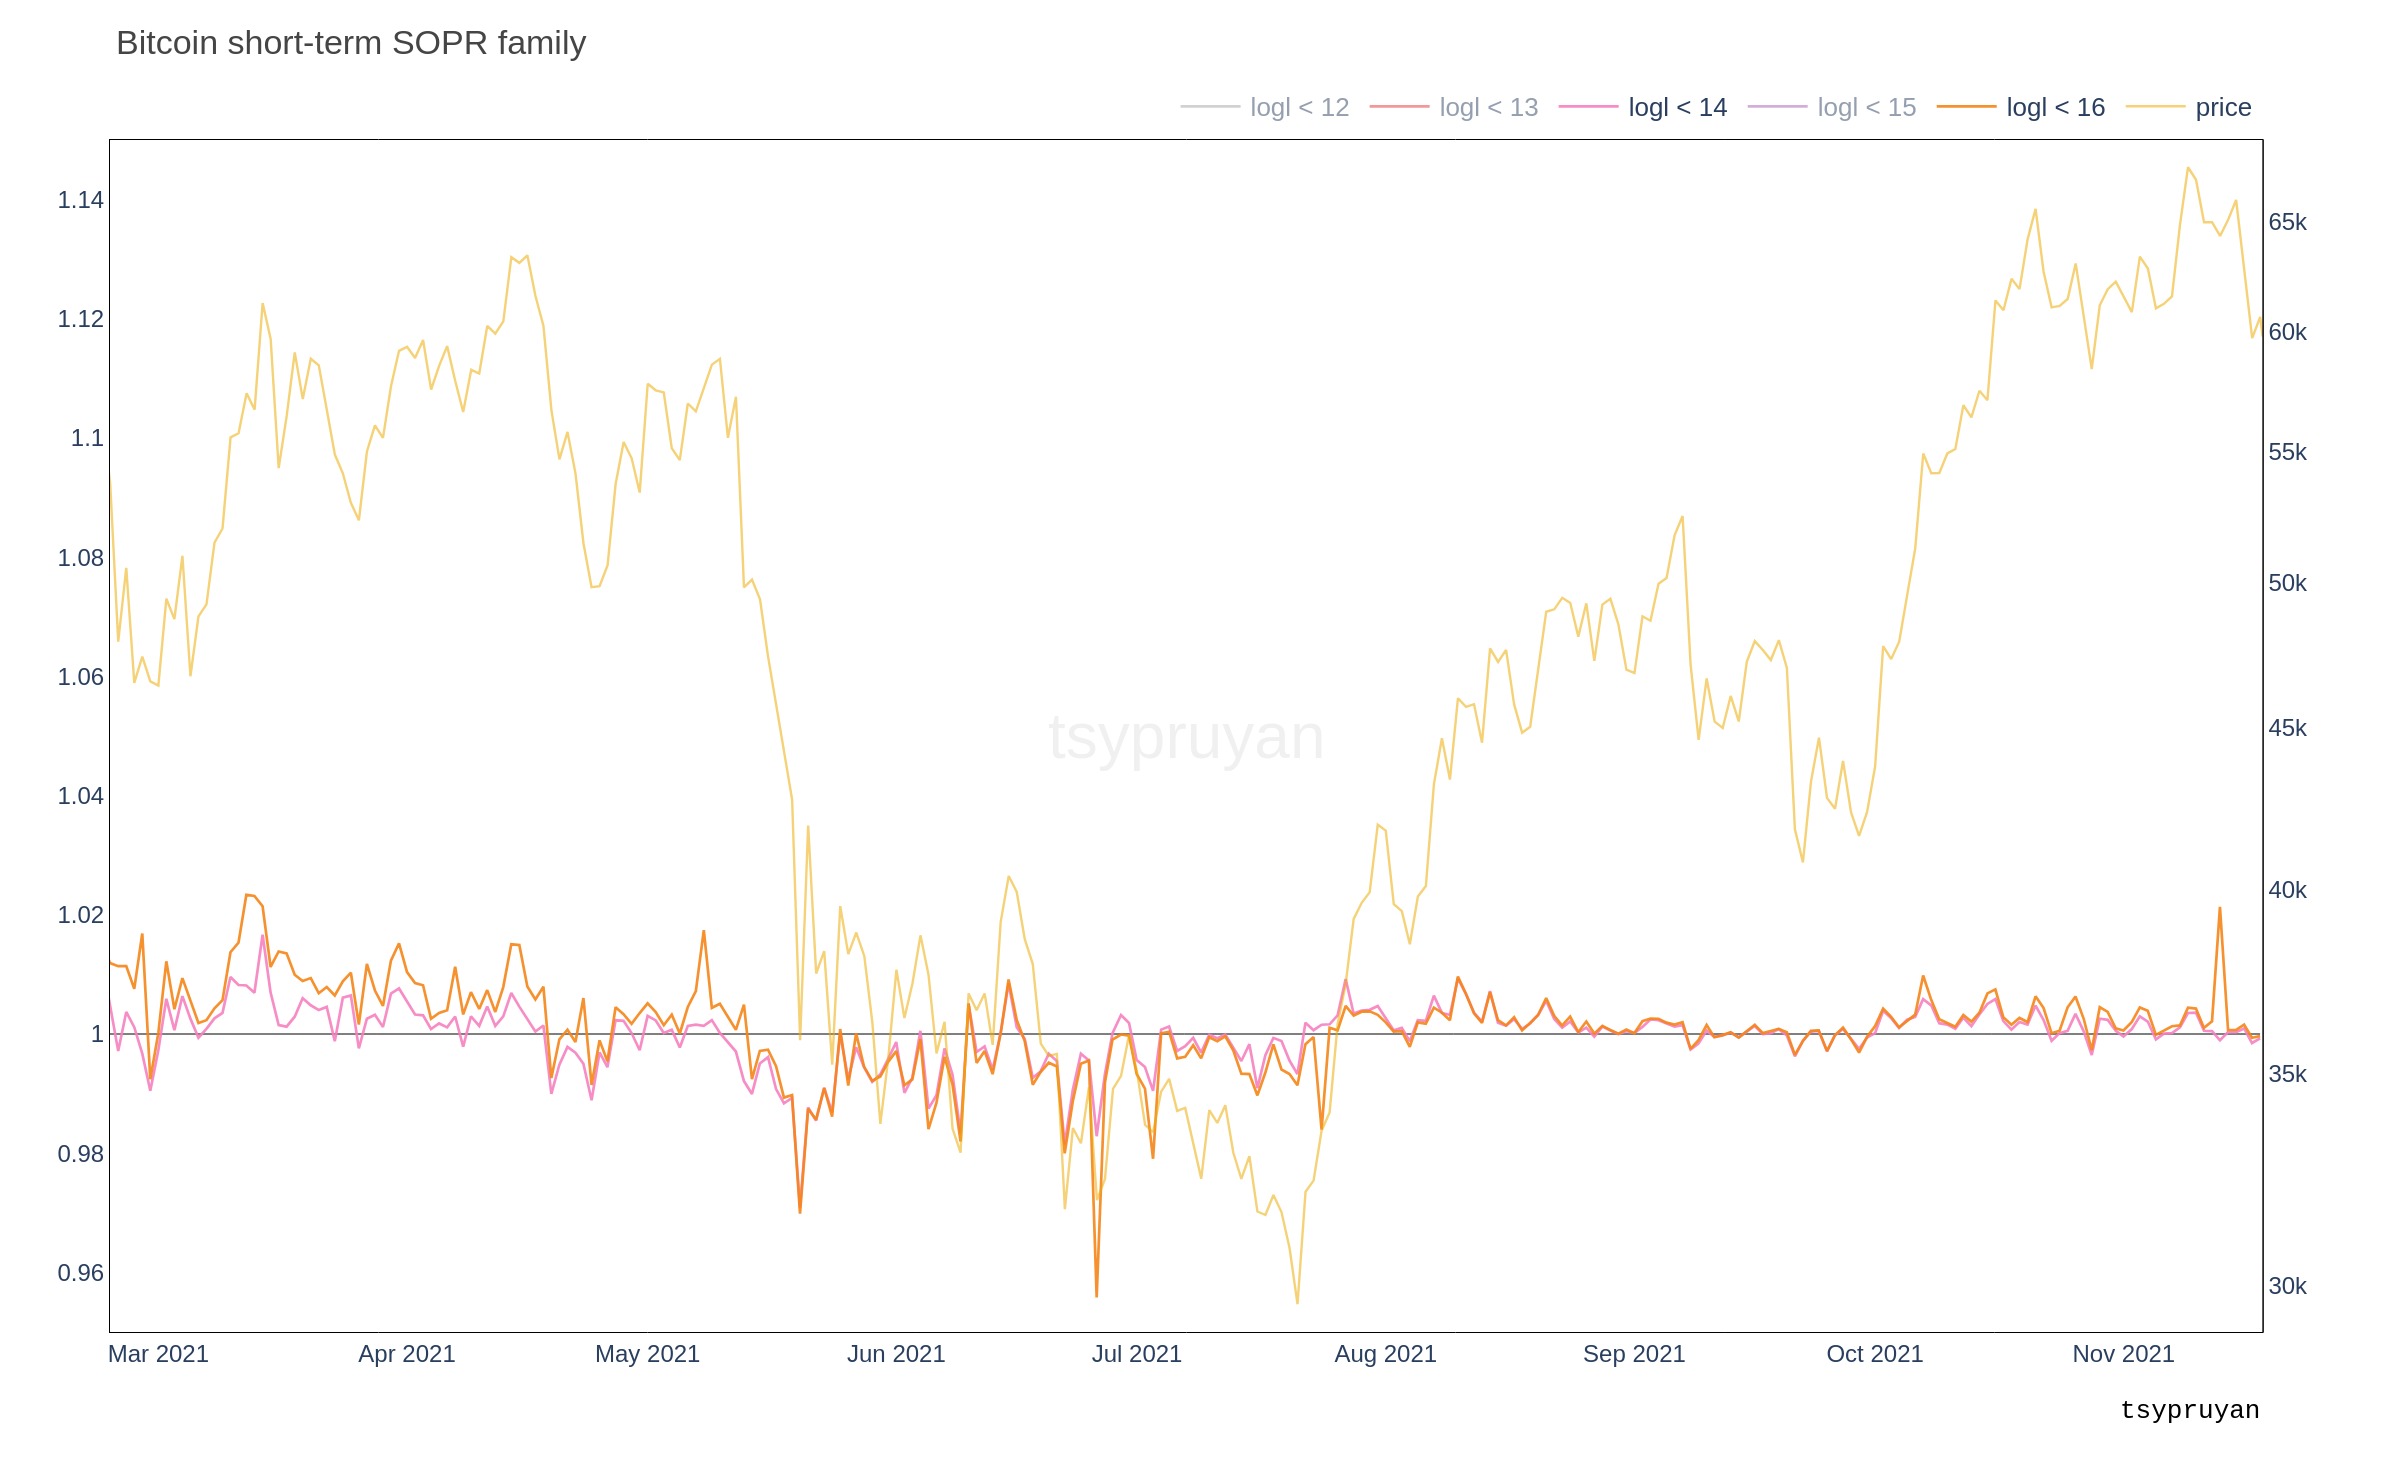 Bitcoin short-term SOPR family
logl < 12 logl < 13 logl < 14 logl < 15 logl < 16 price
1.14
1.12
1.1
1.08
1.06
1.04
1.02
1
0.98
0.96
65k
60k
55k
50k
45k
40k
35k
30k
tsypruyan
Mar 2021 Apr 2021 May 2021 Jun 2021 Jul 2021 Aug 2021 Sep 2021 Oct 2021 Nov 2021
tsypruyan